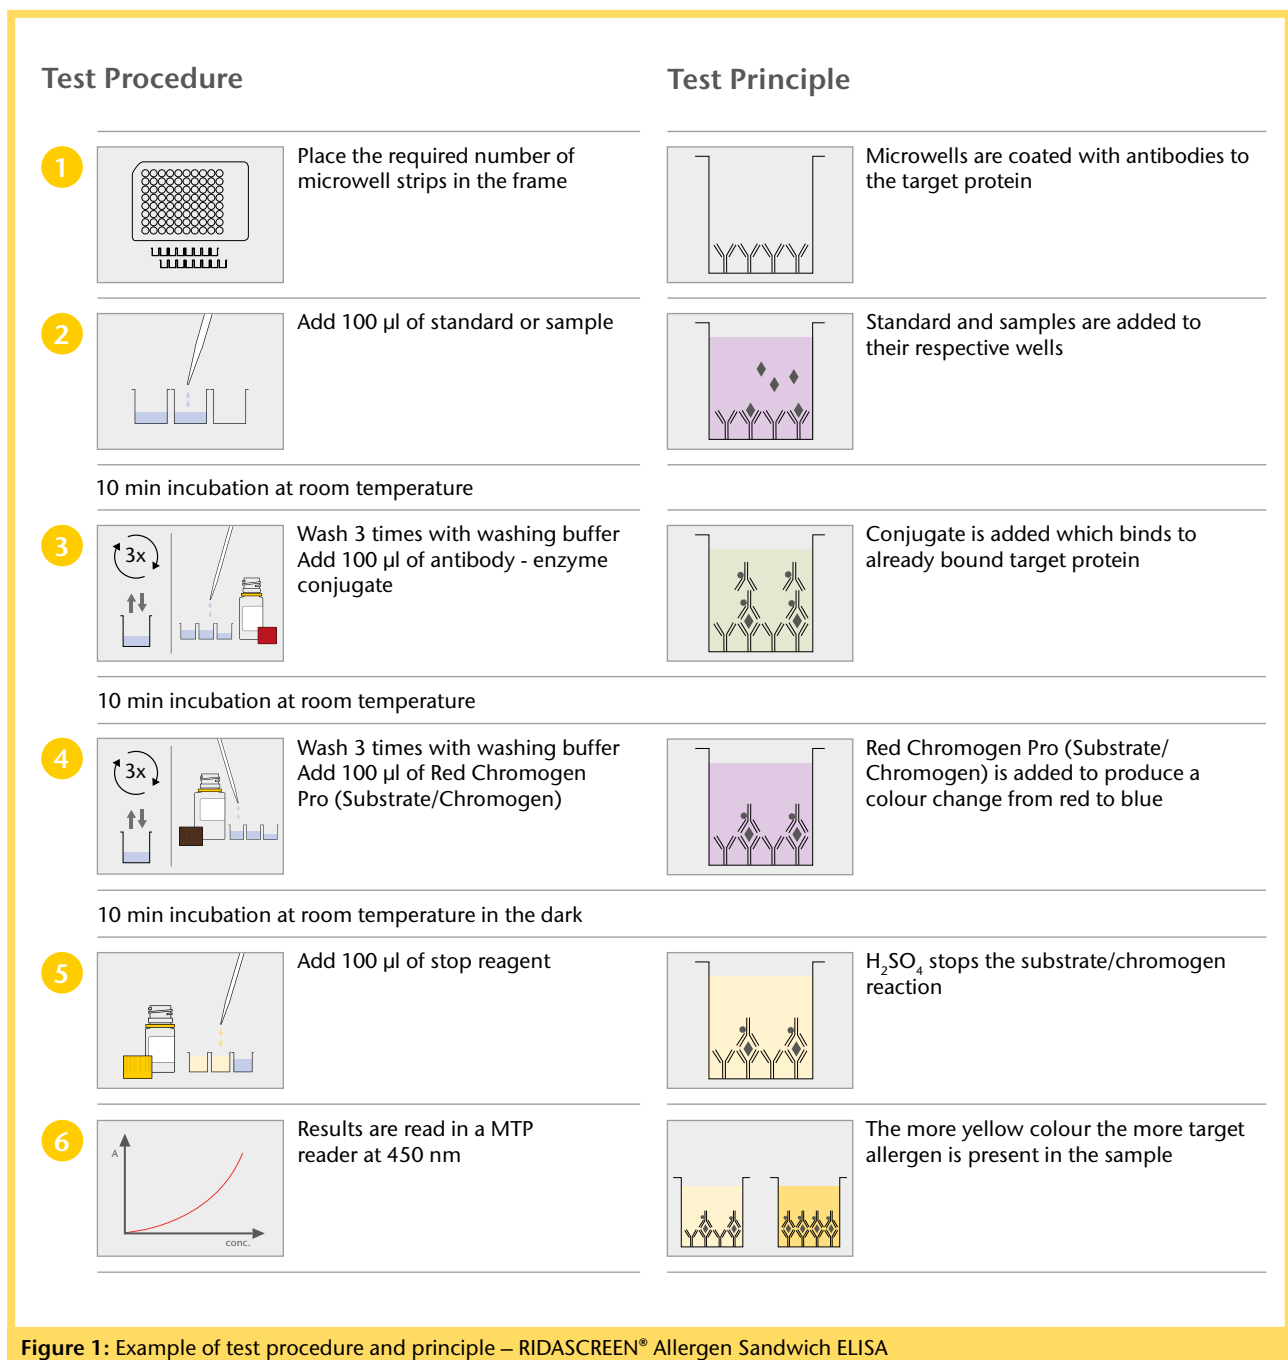 Test Procedure
Test Principle
1
Place the required number of
microwell strips in the frame
Microwells are coated with antibodies to
the target protein
2
Add 100 µl of standard or sample
Standard and samples are added to
their respective wells
10 min incubation at room temperature
3
3x
Wash 3 times with washing buffer
Add 100 µl of antibody - enzyme
conjugate
Conjugate is added which binds to
already bound target protein
10 min incubation at room temperature
4
3x
Wash 3 times with washing buffer
Add 100 µl of Red Chromogen
Pro (Substrate/Chromogen)
Red Chromogen Pro (Substrate/
Chromogen) is added to produce a
colour change from red to blue
10 min incubation at room temperature in the dark
5
Add 100 µl of stop reagent
H₂SO₄ stops the substrate/chromogen
reaction
6
A
conc.
Results are read in a MTP
reader at 450 nm
The more yellow colour the more target
allergen is present in the sample
Figure 1: Example of test procedure and principle – RIDASCREEN® Allergen Sandwich ELISA